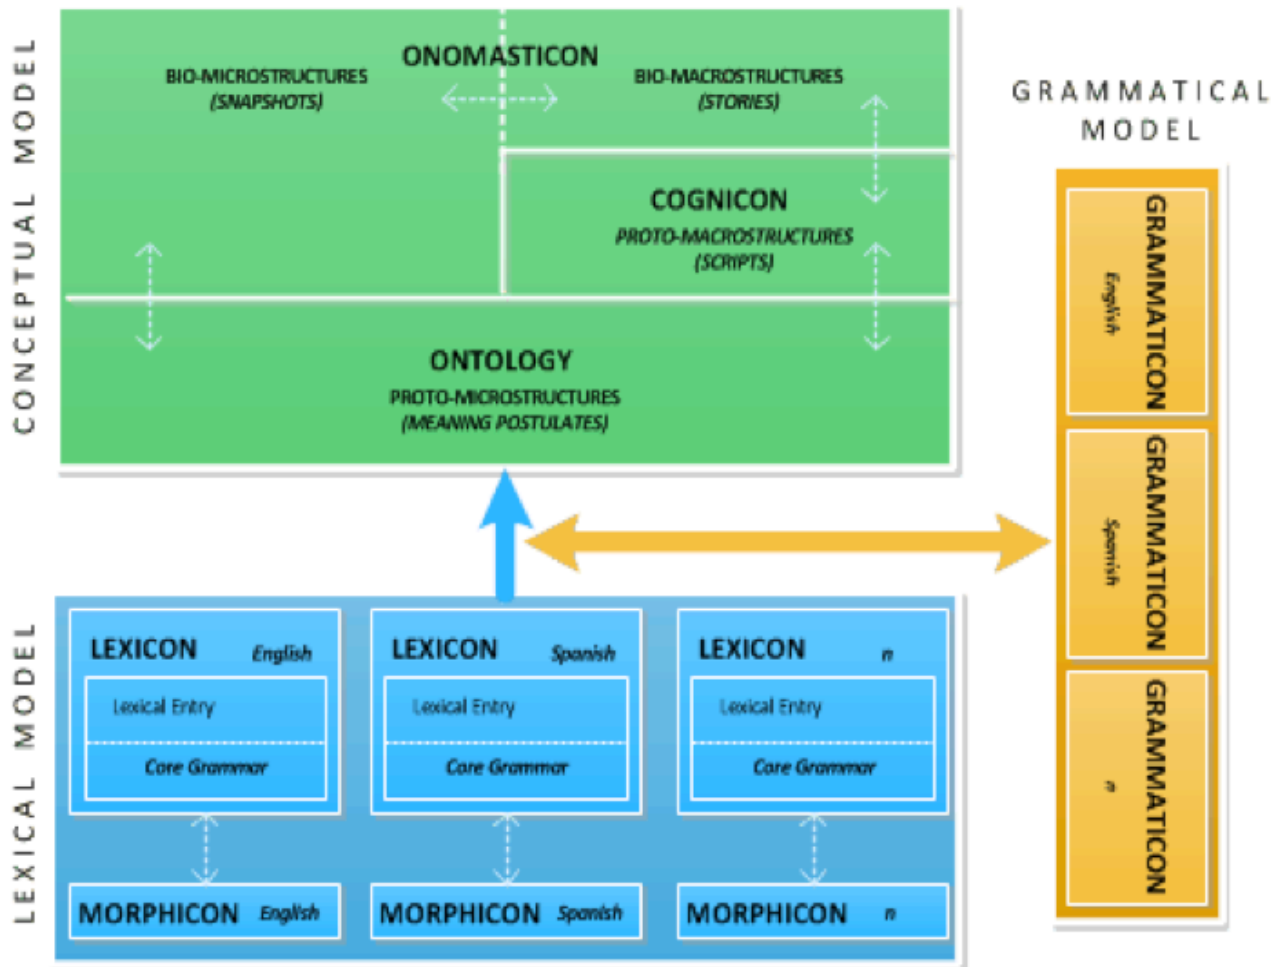 CONCEPTUAL MODEL
ONOMASTICON
BIO-MICROSTRUCTURES
(SNAPSHOTS)
BIO-MACROSTRUCTURES
(STORIES)
COGNICON
PROTO-MACROSTRUCTURES
(SCRIPTS)
ONTOLOGY
PROTO-MICROSTRUCTURES
(MEANING POSTULATES)
GRAMMATICAL
MODEL
GRAMMATICON
English
GRAMMATICON
Spanish
GRAMMATICON
n
LEXICAL MODEL
LEXICON English
Lexical Entry
Core Grammar
MORPHICON English
LEXICON Spanish
Lexical Entry
Core Grammar
MORPHICON Spanish
LEXICON n
Lexical Entry
Core Grammar
MORPHICON n